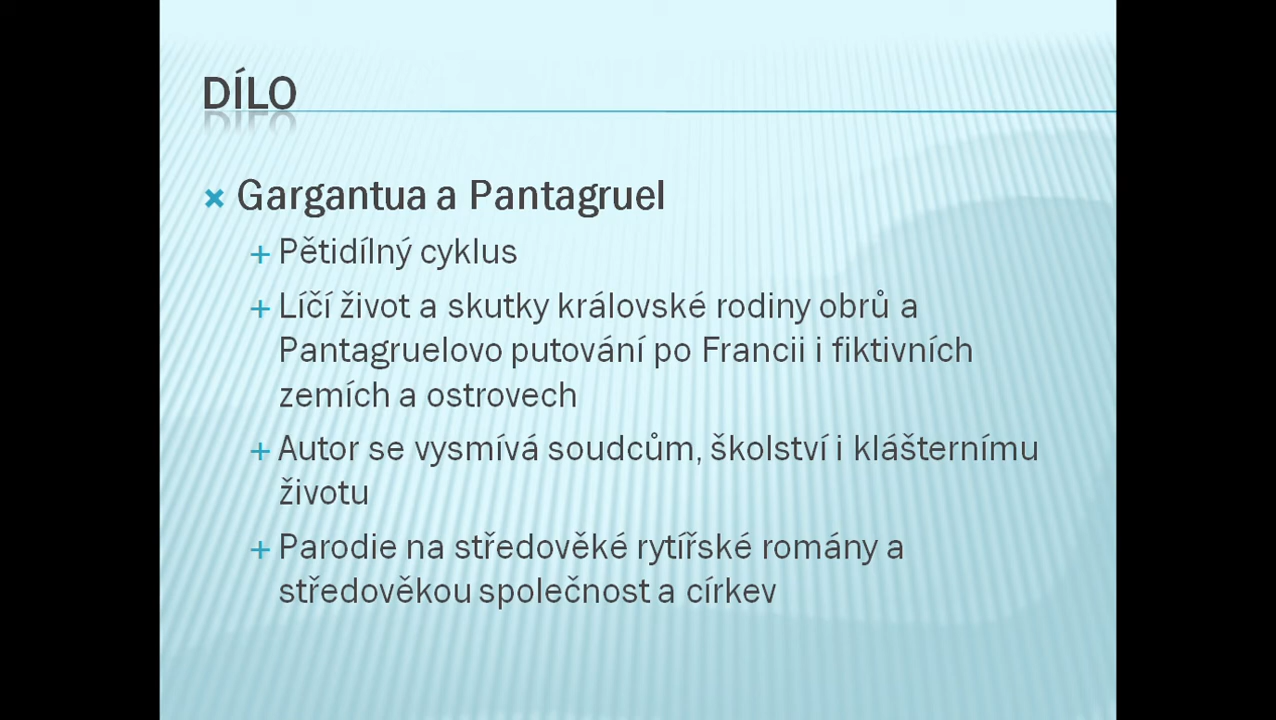 DÍLO
Gargantua a Pantagruel
Pětidílný cyklus
Líčí život a skutky královské rodiny obrů a
Pantagruelovo putování po Francii i fiktivních
zemích a ostrovech
Autor se vysmívá soudcům, školství i klášternímu
životu
Parodie na středověké rytířské romány a
středověkou společnost a církev